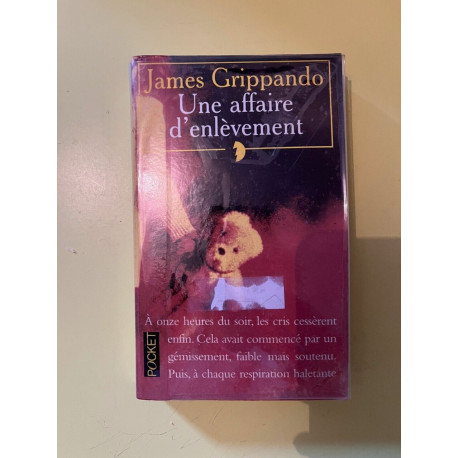 James Grippando
Une affaire
d'enlèvement
À onze heures du soir, les cris cessèrent
enfin. Cela avait commencé par un
gémissement, faible mais soutenu.
Puis, à chaque respiration haletante
POCKET